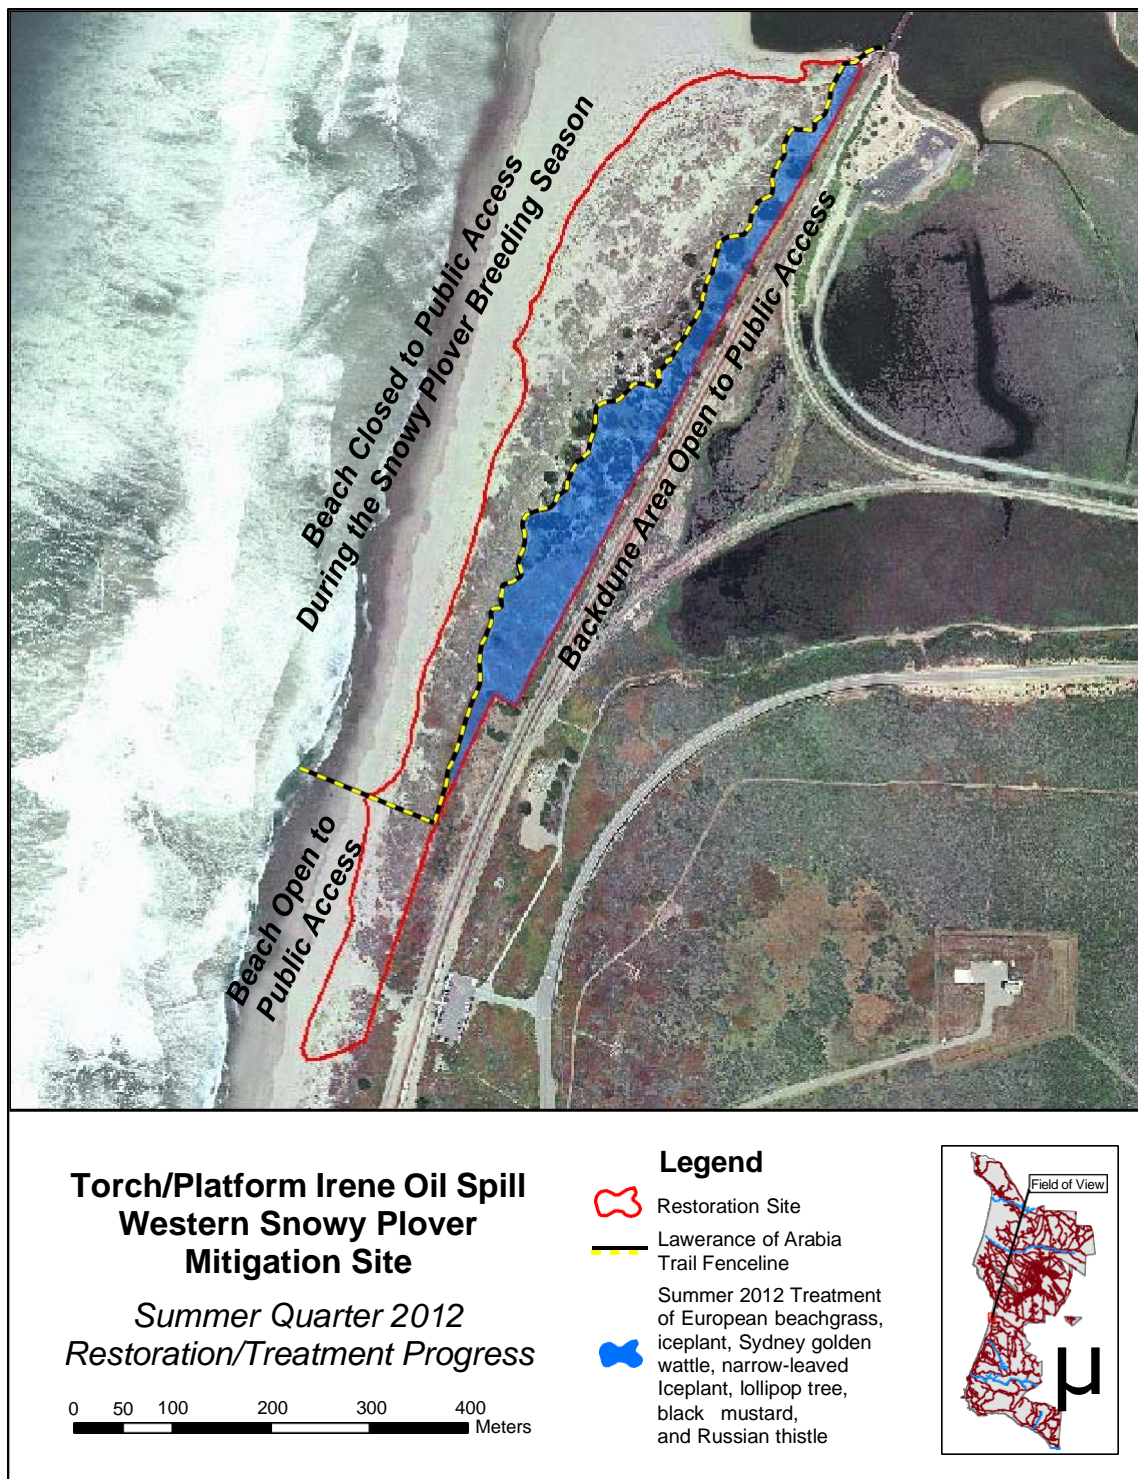 Beach Closed to Public Access
During the Snowy Plover Breeding Season
Backdune Area Open to Public Access
Beach Open to
Public Access
Torch/Platform Irene Oil Spill
Western Snowy Plover
Mitigation Site
Summer Quarter 2012
Restoration/Treatment Progress
0 50 100 200 300 400
Meters
Legend
Restoration Site
Lawerance of Arabia
Trail Fenceline
Summer 2012 Treatment
of European beachgrass,
iceplant, Sydney golden
wattle, narrow-leaved
Iceplant, lollipop tree,
black mustard,
and Russian thistle
Field of View
µ